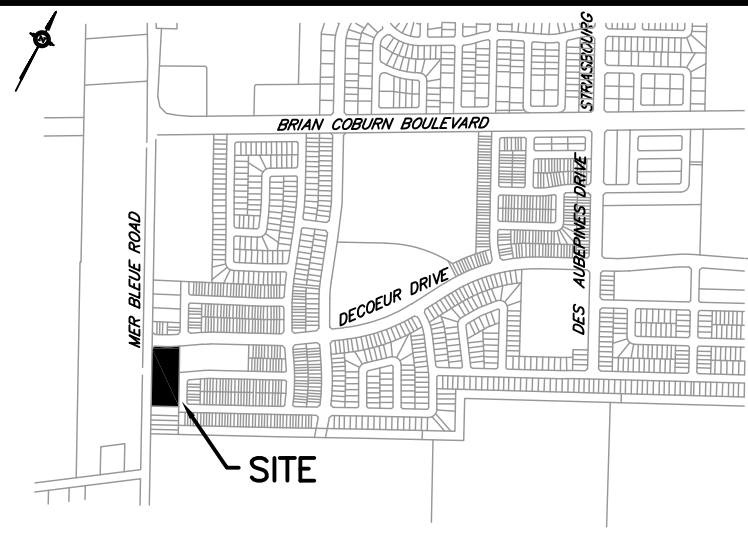 STRASBOURG
BRIAN COBURN BOULEVARD
DES AUBEPINES DRIVE
MER BLEUE ROAD
DECOEUR DRIVE
SITE